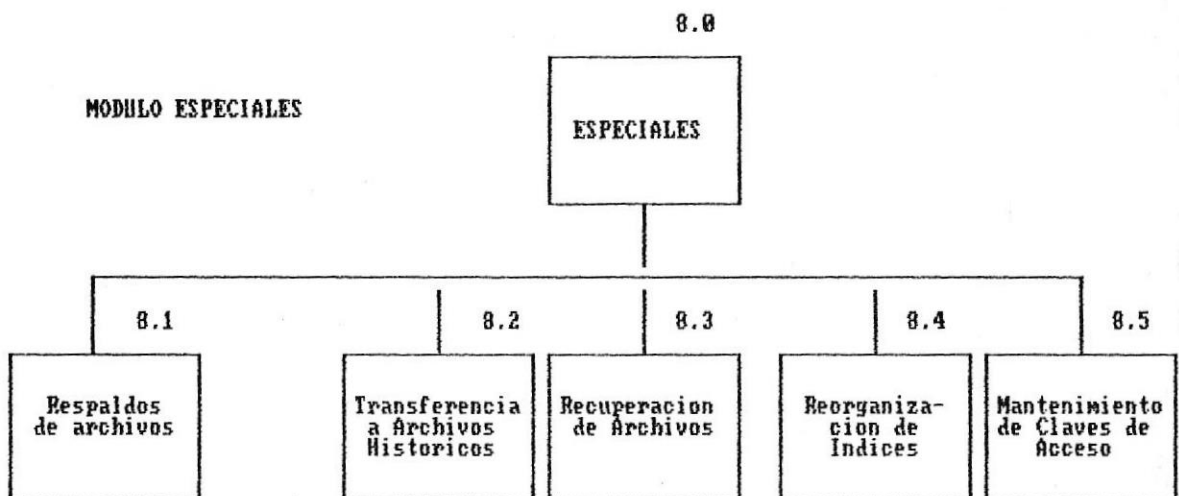 8.0
MODULO ESPECIALES
ESPECIALES
8.1
8.2
8.3
8.4
8.5
Respaldos
de archivos
Transferencia
a Archivos
Historicos
Recuperacion
de Archivos
Reorganiza-
cion de
Indices
Mantenimiento
de Claves de
Acceso